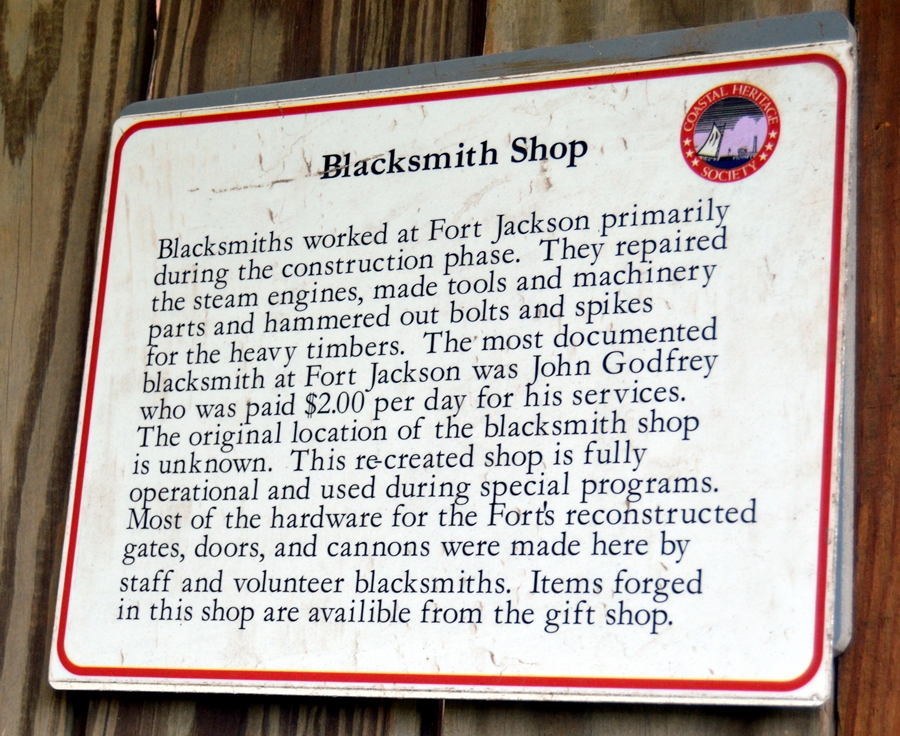 COASTAL HERITAGE
SOCIETY
Blacksmith Shop
Blacksmiths worked at Fort Jackson primarily
during the construction phase. They repaired
the steam engines, made tools and machinery
parts and hammered out bolts and spikes
for the heavy timbers. The most documented
blacksmith at Fort Jackson was John Godfrey
who was paid $2.00 per day for his services.
The original location of the blacksmith shop
is unknown. This re-created shop is fully
operational and used during special programs.
Most of the hardware for the Fort's reconstructed
gates, doors, and cannons were made here by
staff and volunteer blacksmiths. Items forged
in this shop are availible from the gift shop.